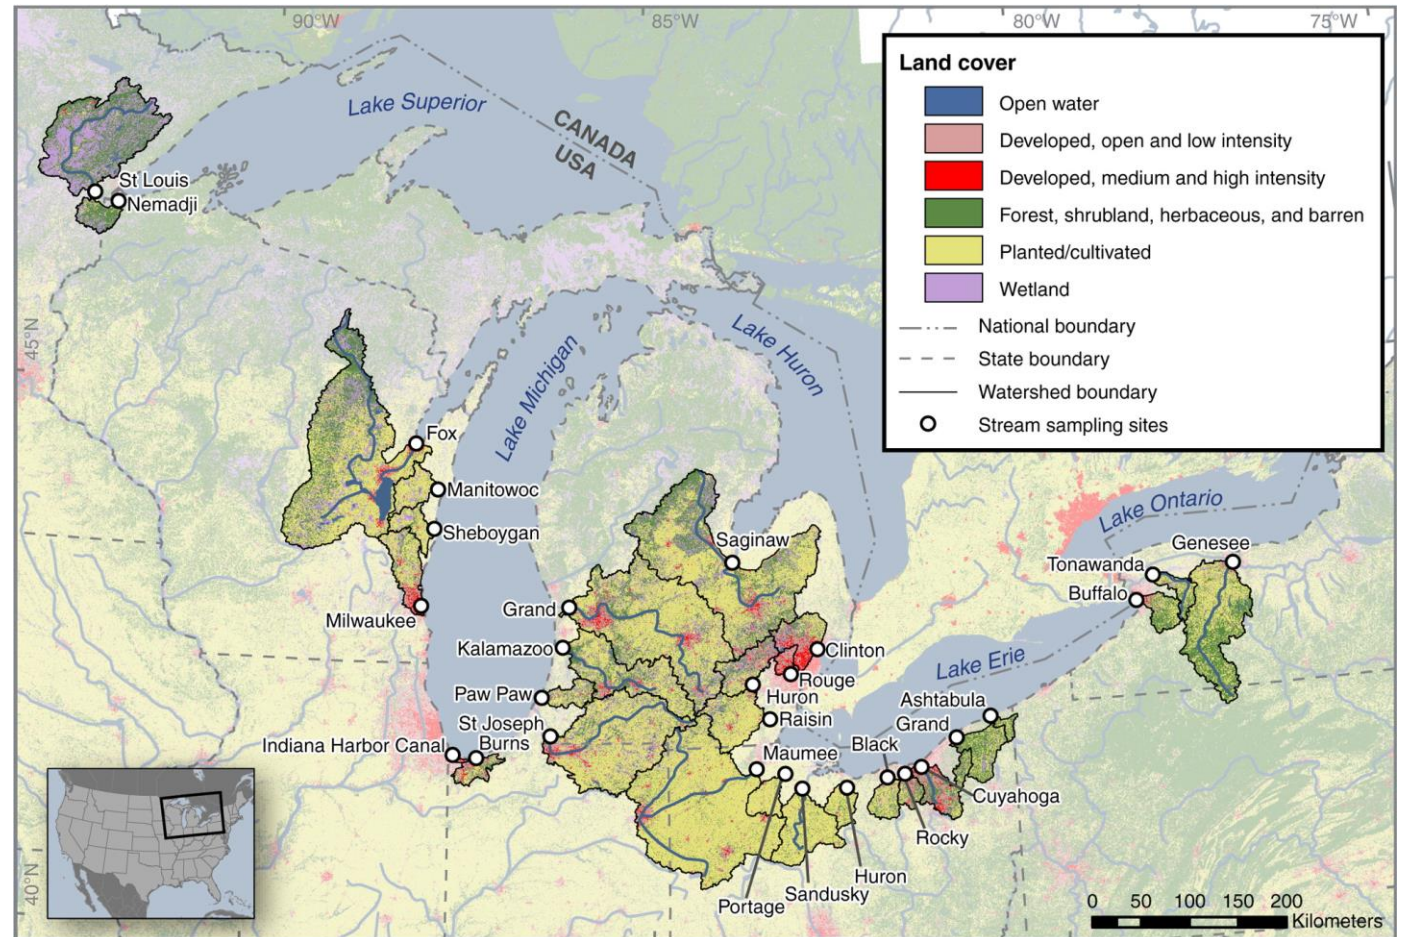 90°W
85°W
80°W
75°W
45°N
40°N
Land cover
Open water
Developed, open and low intensity
Developed, medium and high intensity
Forest, shrubland, herbaceous, and barren
Planted/cultivated
Wetland
National boundary
State boundary
Watershed boundary
Stream sampling sites
Lake Superior
CANADA
USA
St Louis
Nemadji
Lake Michigan
Lake Huron
Fox
Manitowoc
Sheboygan
Milwaukee
Saginaw
Grand
Kalamazoo
Paw Paw
St Joseph
Burns
Indiana Harbor Canal
Clinton
Rouge
Huron
Raisin
Maumee
Lake Ontario
Genesee
Tonawanda
Buffalo
Lake Erie
Ashtabula
Grand
Black
Cuyahoga
Rocky
Huron
Sandusky
Portage
0 50 100 150 200
Kilometers